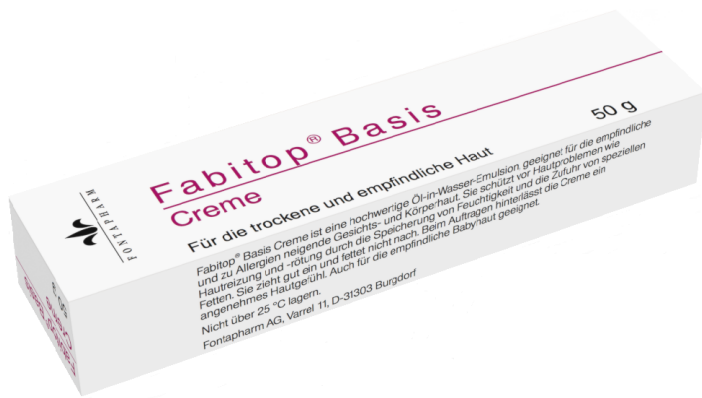 FONTAPHARM
Fabitop® Basis
Creme
50 g
Für die trockene und empfindliche Haut
Fabitop® Basis Creme ist eine hochwertige Öl-in-Wasser-Emulsion geeignet für die empfindliche
und zu Allergien neigende Gesichts- und Körperhaut. Sie schützt vor Hautproblemen wie
Hautreizung und -rötung durch die Speicherung von Feuchtigkeit und die Zufuhr von speziellen
Fetten. Sie zieht gut ein und fettet nicht nach. Beim Auftragen hinterlässt die Creme ein
angenehmes Hautgefühl. Auch für die empfindliche Babyhaut geeignet.
Nicht über 25 °C lagern.
Fontapharm AG, Varrel 11, D-31303 Burgdorf
Fabitop Basis
Creme
50 g